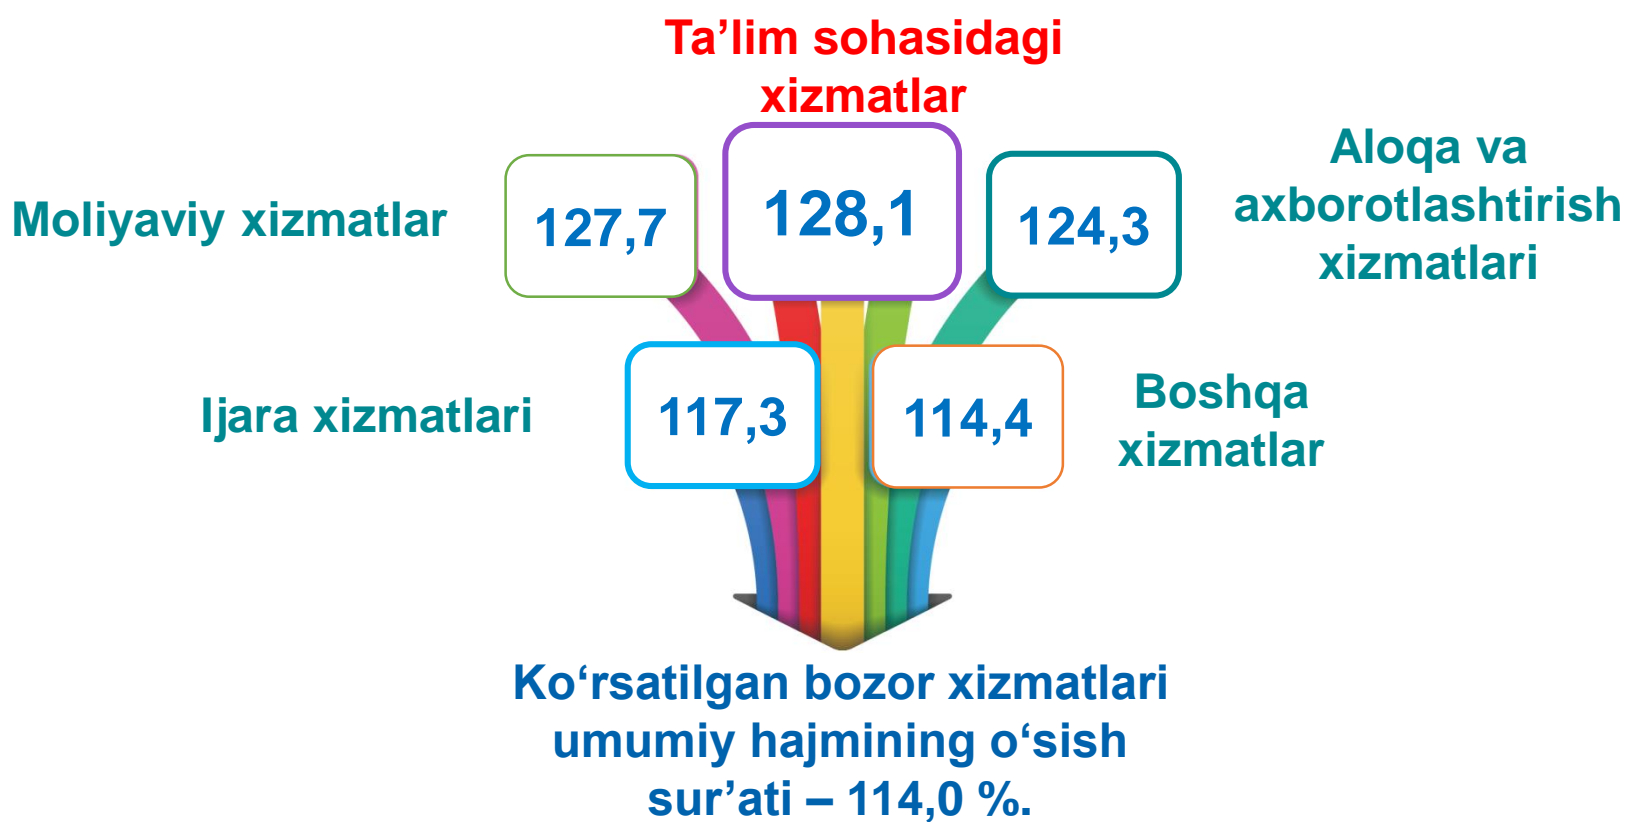 Ta’lim sohasidagi
xizmatlar
Moliyaviy xizmatlar
127,7
128,1
124,3
Aloqa va
axborotlashtirish
xizmatlari
Ijara xizmatlari
117,3
114,4
Boshqa
xizmatlar
Ko‘rsatilgan bozor xizmatlari
umumiy hajmining o‘sish
sur’ati – 114,0 %.